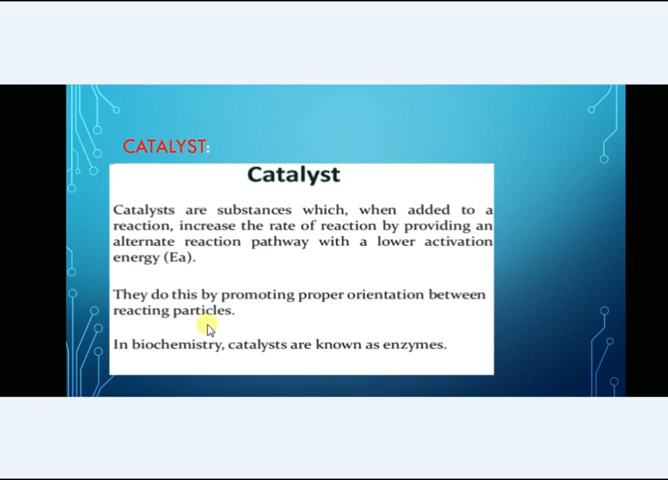 CATALYST:
Catalyst
Catalysts are substances which, when added to a
reaction, increase the rate of reaction by providing an
alternate reaction pathway with a lower activation
energy (Ea).
They do this by promoting proper orientation between
reacting particles.
In biochemistry, catalysts are known as enzymes.